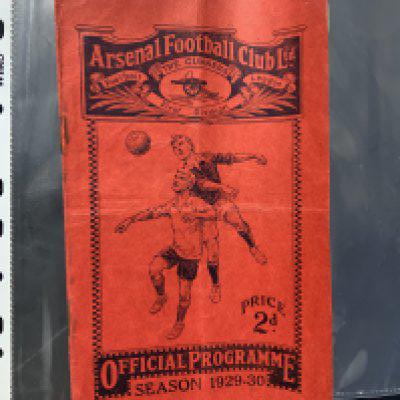 Arsenal Football Club Ltd
THE GUNNERS
PRICE
2d.
OFFICIAL PROGRAMME
SEASON 1929-30